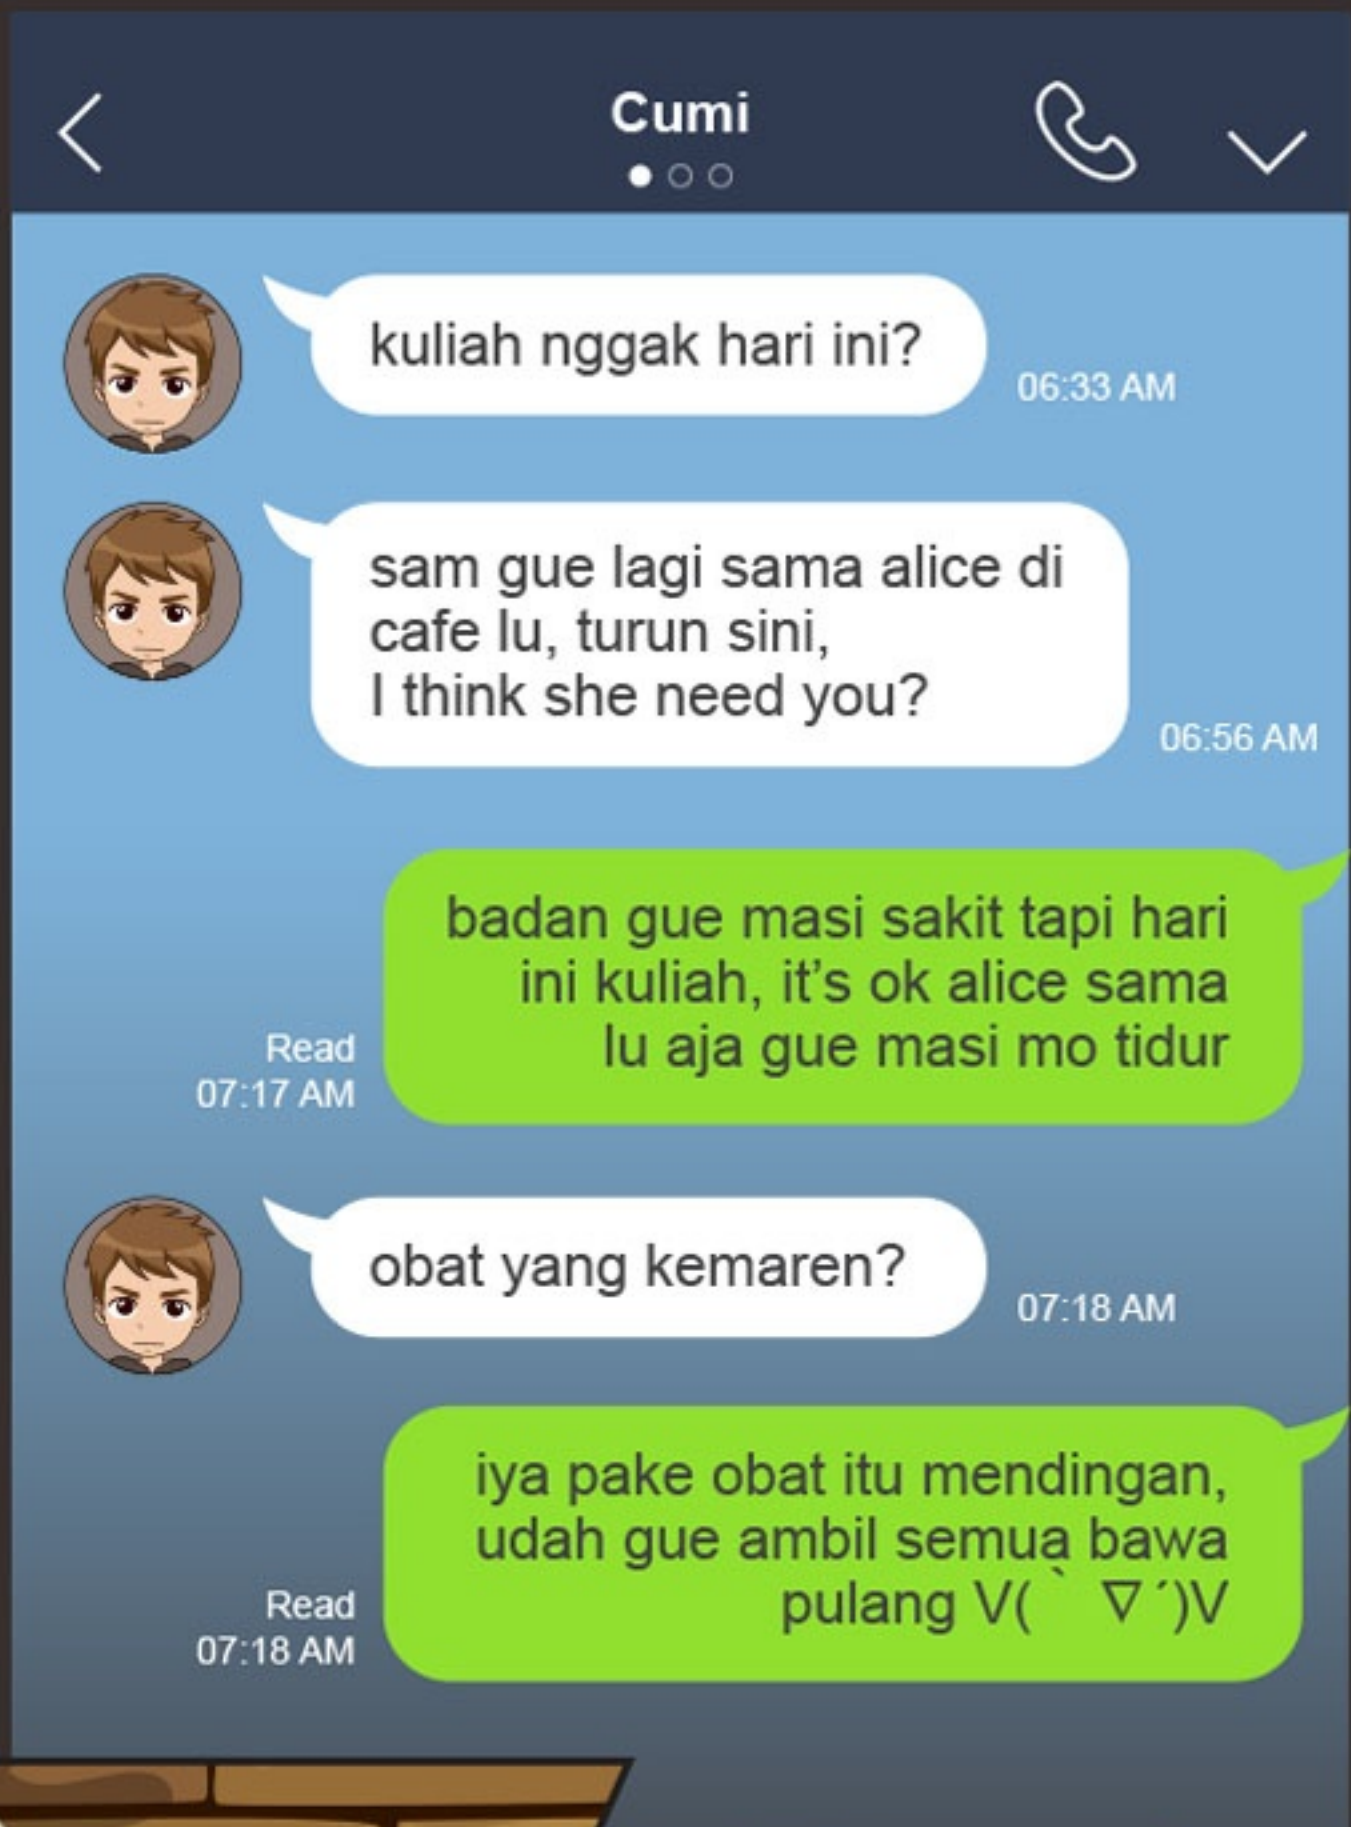 Cumi
kuliah nggak hari ini?
06:33 AM
sam gue lagi sama alice di
cafe lu, turun sini,
I think she need you?
06:56 AM
badan gue masi sakit tapi hari
ini kuliah, it's ok alice sama
lu aja gue masi mo tidur
Read
07:17 AM
obat yang kemaren?
07:18 AM
iya pake obat itu mendingan,
udah gue ambil semua bawa
pulang V(｀ ∇´)V
Read
07:18 AM